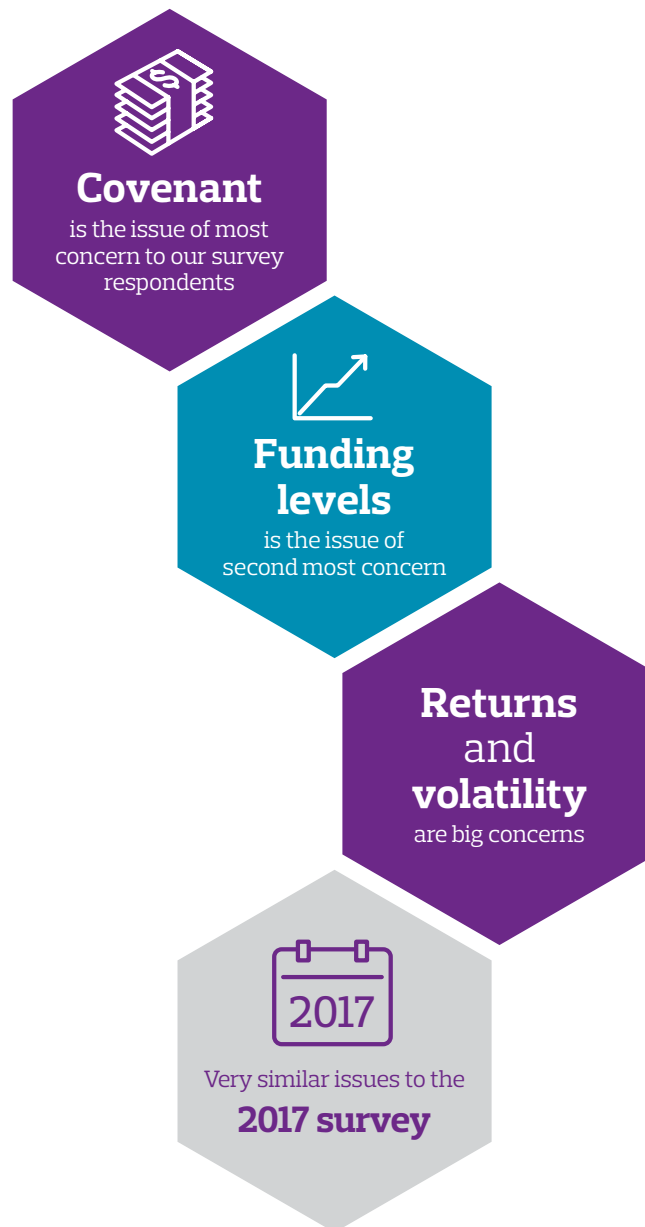 $
Covenant
is the issue of most
concern to our survey
respondents
Funding
levels
is the issue of
second most concern
Returns
and
volatility
are big concerns
2017
Very similar issues to the
2017 survey